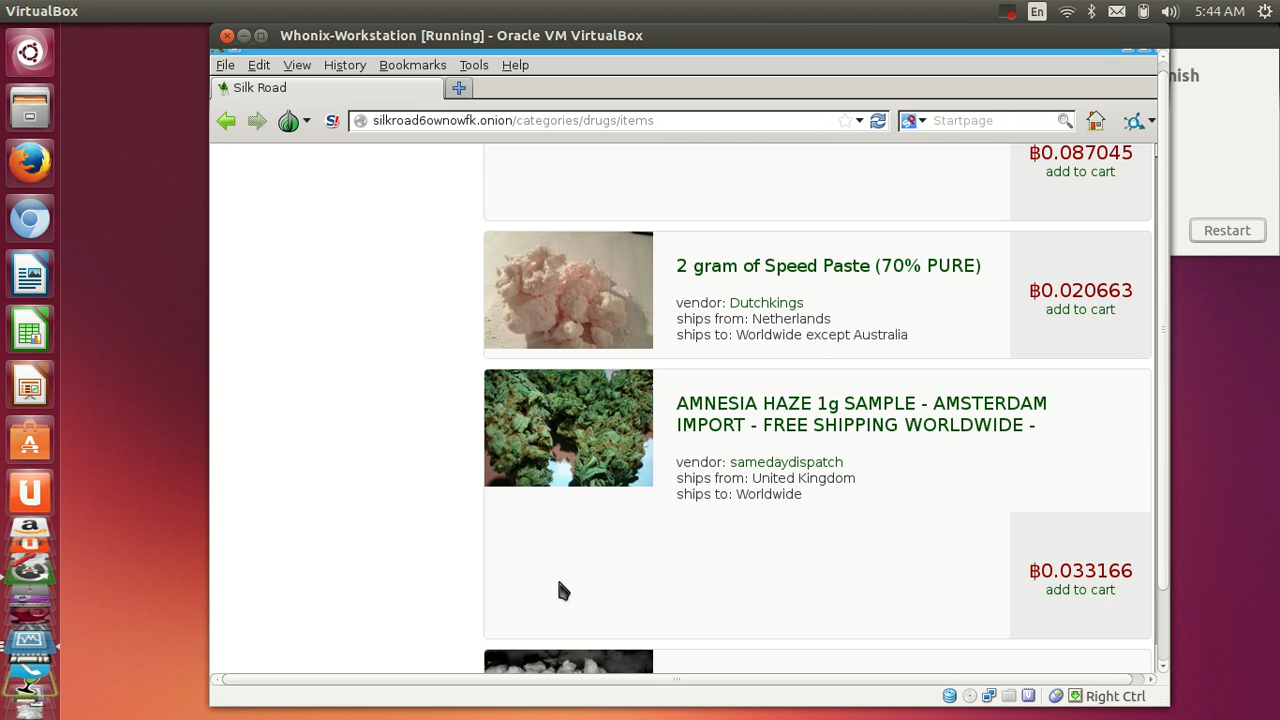 VirtualBox
En
5:44 AM
Whonix-Workstation [Running] - Oracle VM VirtualBox
File Edit View History Bookmarks Tools Help
nish
Silk Road
silkroad6ownowfk.onion/categories/drugs/items
Startpage
฿0.087045
add to cart
Restart
2 gram of Speed Paste (70% PURE)
vendor: Dutchkings
ships from: Netherlands
ships to: Worldwide except Australia
฿0.020663
add to cart
AMNESIA HAZE 1g SAMPLE - AMSTERDAM
IMPORT - FREE SHIPPING WORLDWIDE -
vendor: samedaydispatch
ships from: United Kingdom
ships to: Worldwide
฿0.033166
add to cart
Right Ctrl